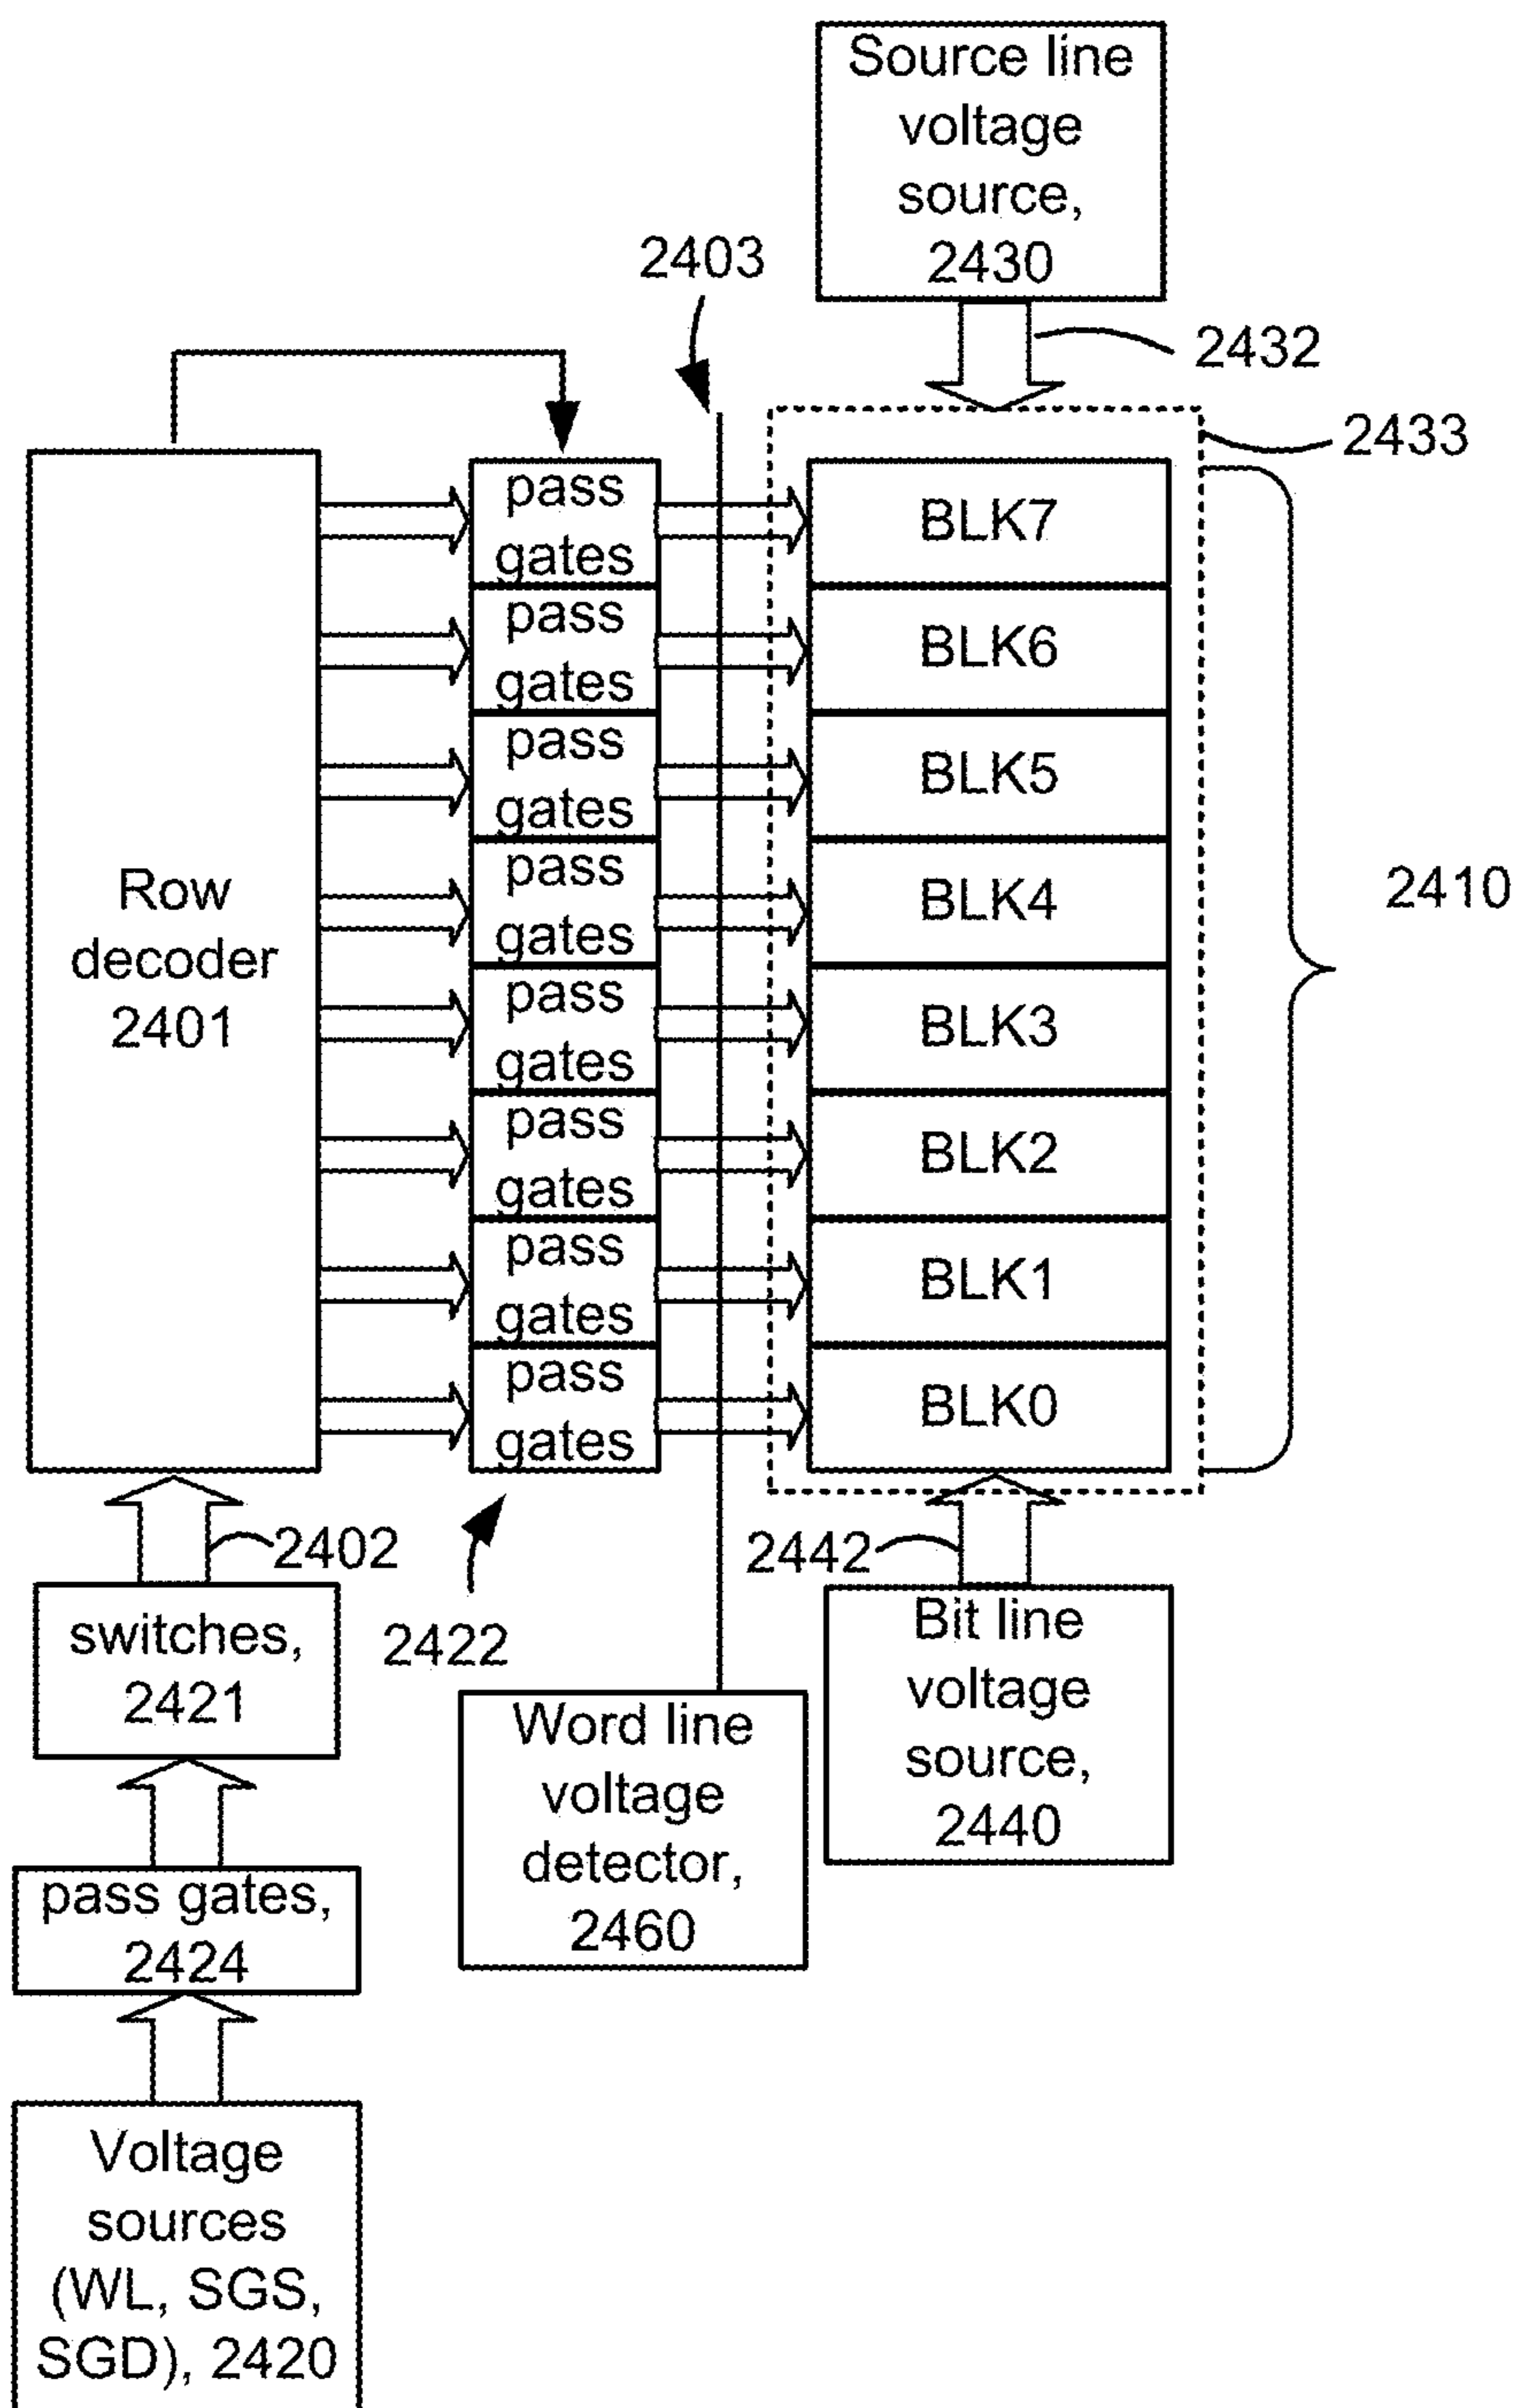 Source line
voltage
source,
2430
2403
2432
2433
pass
gates
BLK7
pass
gates
BLK6
pass
gates
BLK5
Row
decoder
2401
pass
gates
BLK4
2410
pass
gates
BLK3
pass
gates
BLK2
pass
gates
BLK1
pass
gates
BLK0
2402
2442
switches,
2421
2422
Bit line
voltage
source,
2440
Word line
voltage
detector,
2460
pass gates,
2424
Voltage
sources
(WL, SGS,
SGD), 2420